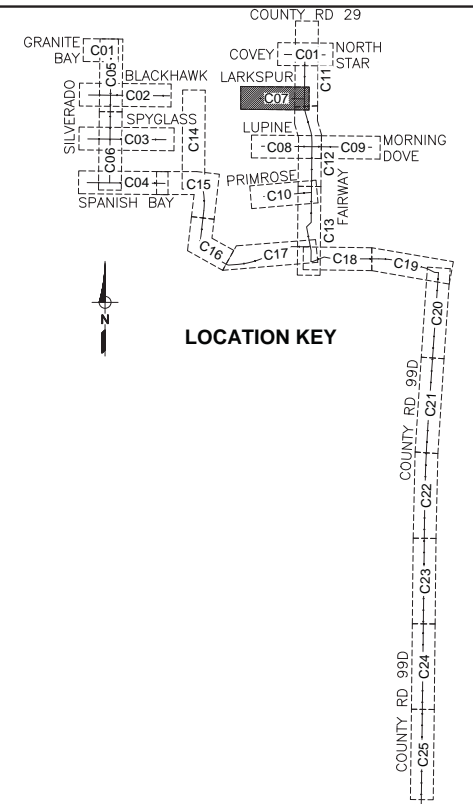 COUNTY RD 29
GRANITE
BAY
C01
C05
BLACKHAWK
C02
SILVERADO
SPYGLASS
C03
C06
C04
SPANISH BAY
C14
C15
C16
C17
COVEY
C01
NORTH
STAR
C11
LARKSPUR
C07
LUPINE
C08
C12
C09
MORNING
DOVE
PRIMROSE
C10
FAIRWAY
C13
C18
C19
C20
N
LOCATION KEY
COUNTY RD 99D
C21
C22
C23
COUNTY RD 99D
C24
C25